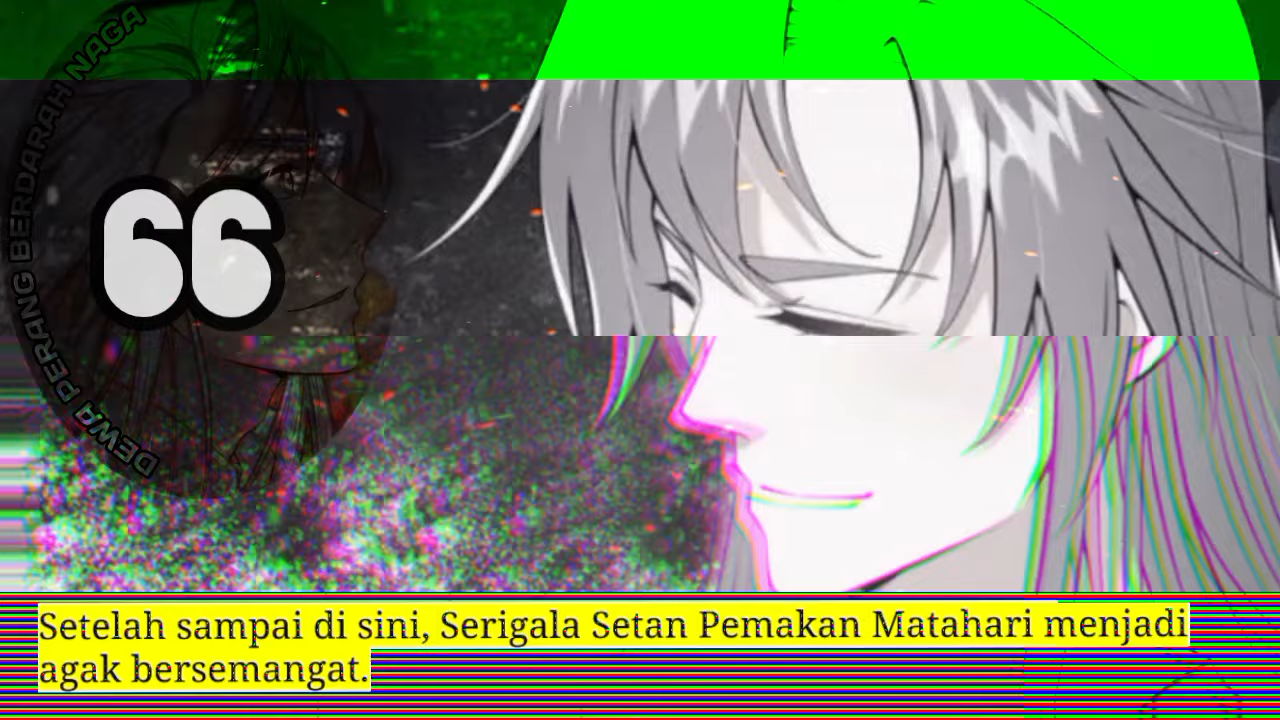 DEWA PERANG BERDARAH NAGA
66
Setelah sampai di sini, Serigala Setan Pemakan Matahari menjadi
agak bersemangat.